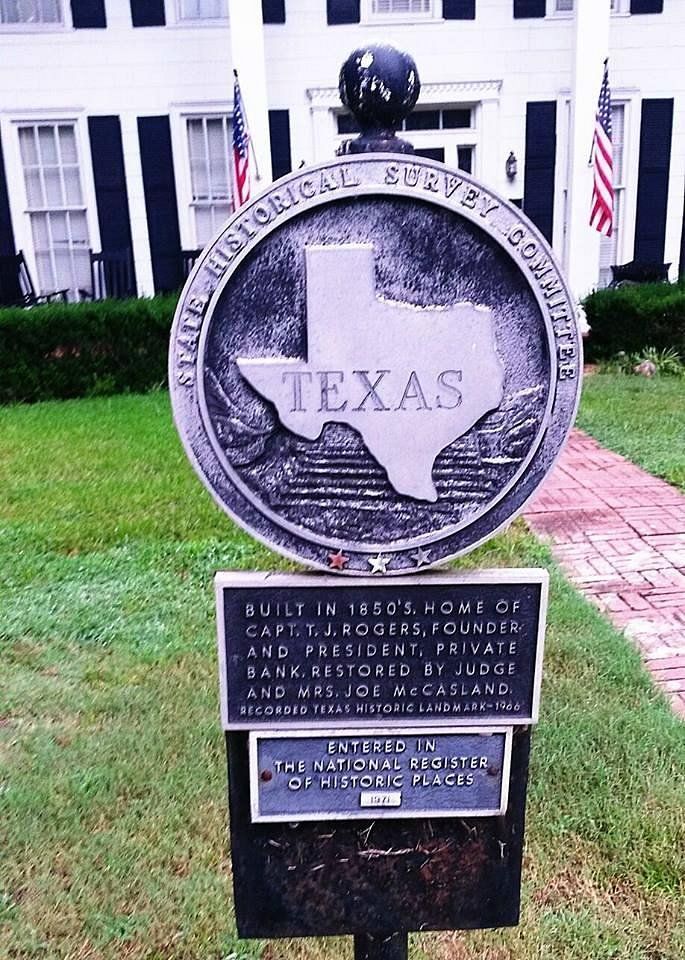 STATE HISTORICAL SURVEY COMMITTEE
TEXAS
BUILT IN 1850'S. HOME OF
CAPT. T. J. ROGERS, FOUNDER
AND PRESIDENT, PRIVATE
BANK. RESTORED BY JUDGE
AND MRS. JOE McCASLAND.
RECORDED TEXAS HISTORIC LANDMARK-1966
ENTERED IN
THE NATIONAL REGISTER
OF HISTORIC PLACES
1971